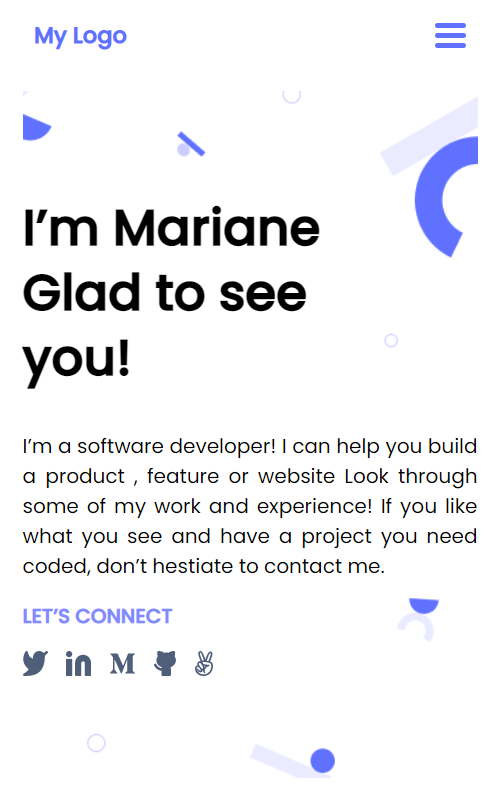 My Logo
I’m Mariane
Glad to see
you!
I’m a software developer! I can help you build
a product , feature or website Look through
some of my work and experience! If you like
what you see and have a project you need
coded, don’t hestiate to contact me.
LET’S CONNECT